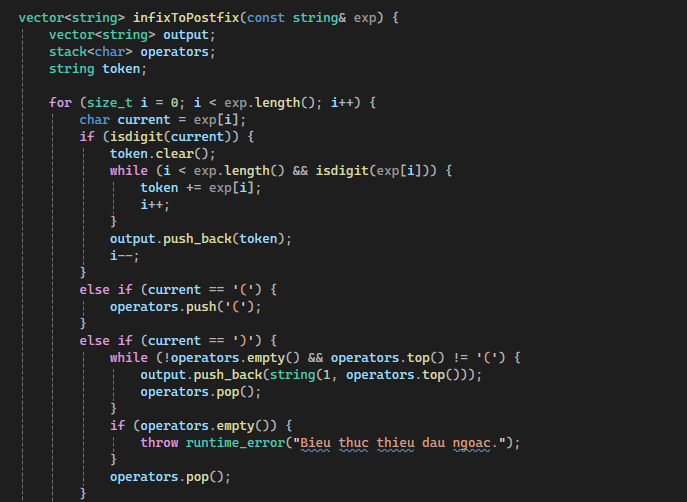 vector<string> infixToPostfix(const string& exp) {
    vector<string> output;
    stack<char> operators;
    string token;
    for (size_t i = 0; i < exp.length(); i++) {
        char current = exp[i];
        if (isdigit(current)) {
            token.clear();
            while (i < exp.length() && isdigit(exp[i])) {
                token += exp[i];
                i++;
            }
            output.push_back(token);
            i--;
        }
        else if (current == '(') {
            operators.push('(');
        }
        else if (current == ')') {
            while (!operators.empty() && operators.top() != '(') {
                output.push_back(string(1, operators.top()));
                operators.pop();
            }
            if (operators.empty()) {
                throw runtime_error("Bieu thuc thieu dau ngoac.");
            }
            operators.pop();
        }